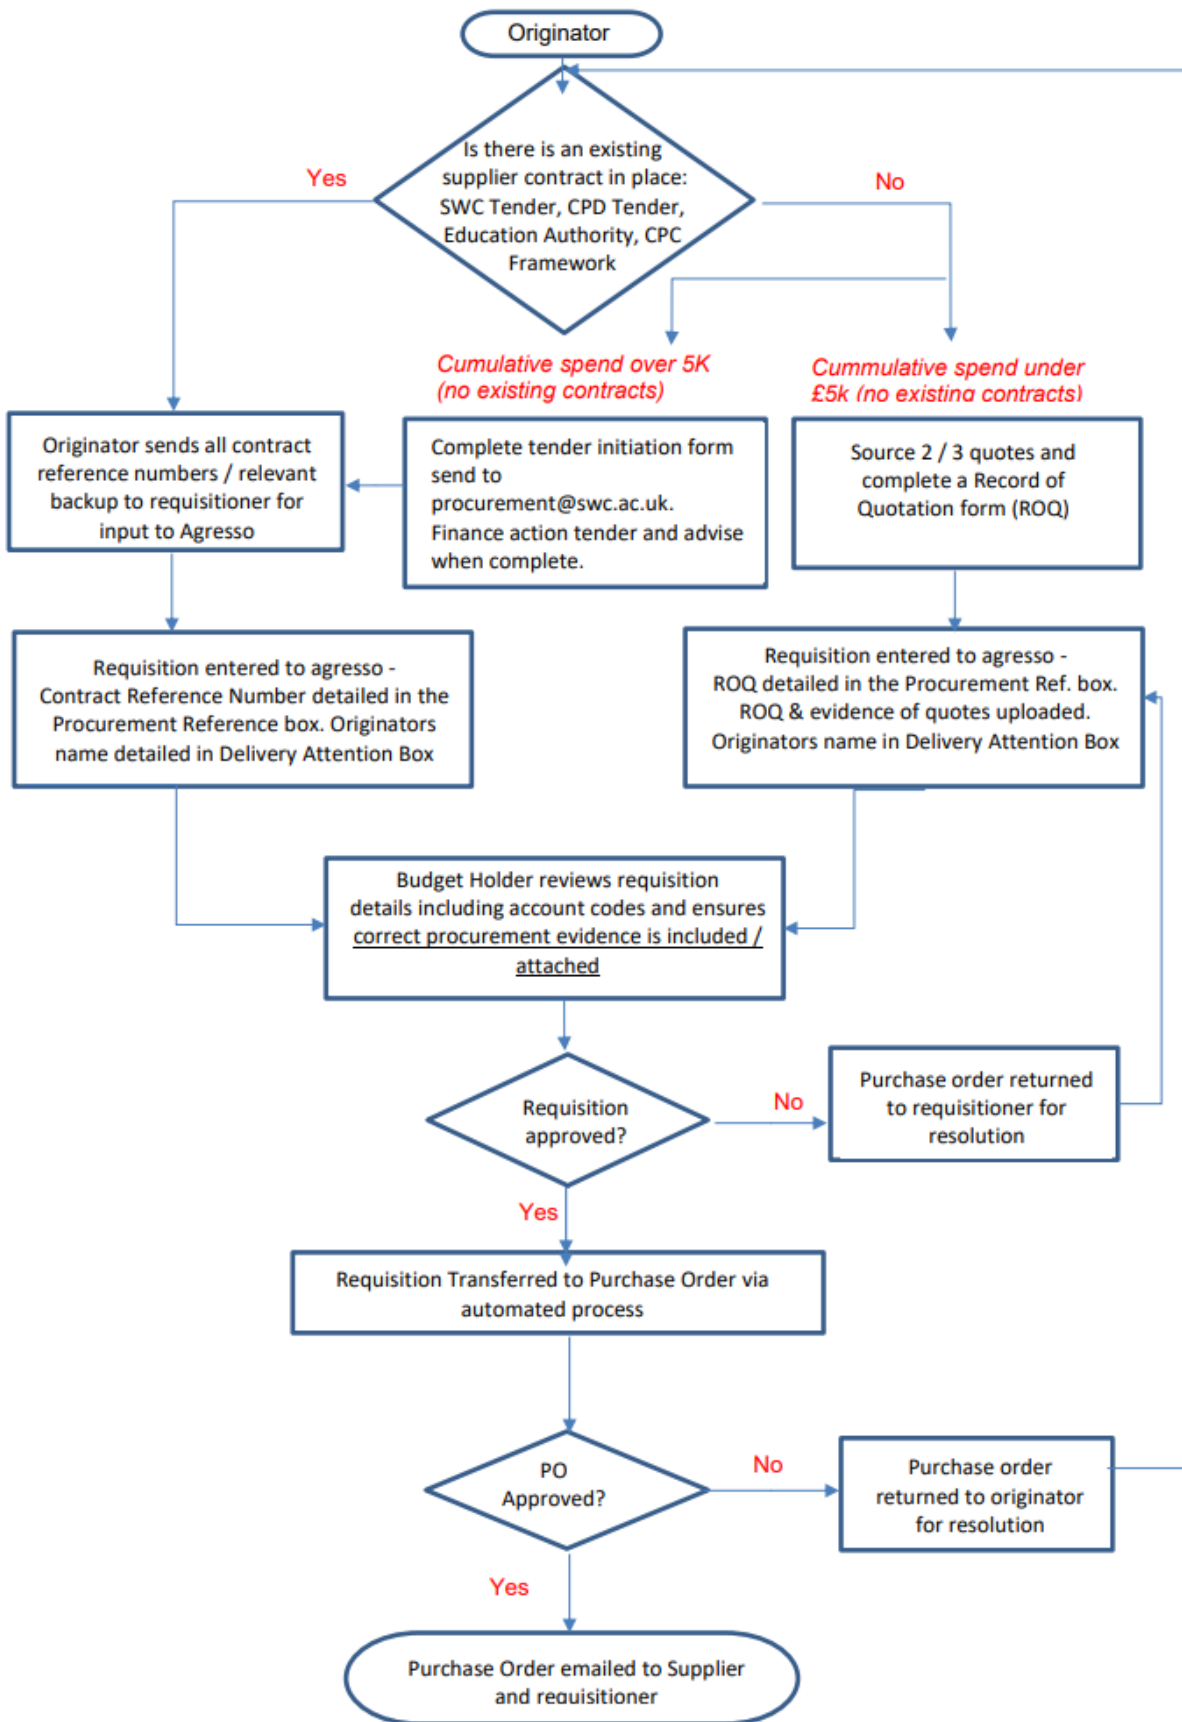 Originator
Is there is an existing
supplier contract in place:
SWC Tender, CPD Tender,
Education Authority, CPC
Framework
Yes
No
Cumulative spend over 5K
(no existing contracts)
Cummulative spend under
£5k (no existing contracts)
Originator sends all contract
reference numbers / relevant
backup to requisitioner for
input to Agresso
Complete tender initiation form
send to
procurement@swc.ac.uk.
Finance action tender and advise
when complete.
Source 2 / 3 quotes and
complete a Record of
Quotation form (ROQ)
Requisition entered to agresso -
Contract Reference Number detailed in the
Procurement Reference box. Originators
name detailed in Delivery Attention Box
Requisition entered to agresso -
ROQ detailed in the Procurement Ref. box.
ROQ & evidence of quotes uploaded.
Originators name in Delivery Attention Box
Budget Holder reviews requisition
details including account codes and ensures
correct procurement evidence is included /
attached
Requisition
approved?
No
Purchase order returned
to requisitioner for
resolution
Yes
Requisition Transferred to Purchase Order via
automated process
PO
Approved?
No
Purchase order
returned to originator
for resolution
Yes
Purchase Order emailed to Supplier
and requisitioner